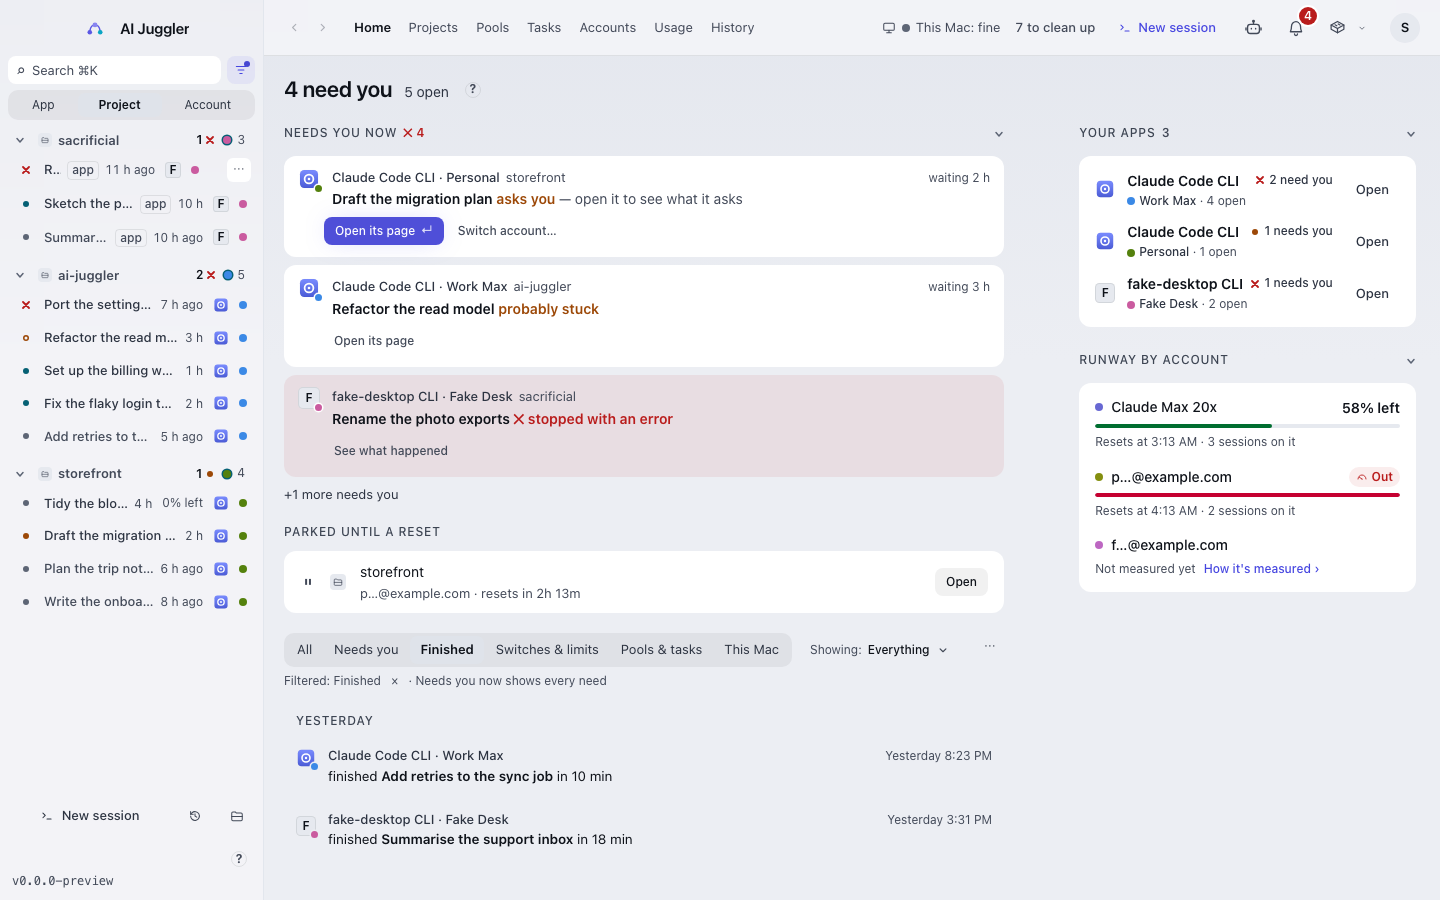 AI Juggler
Search ⌘K
App Project Account
sacrificial 1 3
R.. app 11 h ago F ...
Sketch the p... app 10 h F
Summar... app 10 h ago F
ai-juggler 2 5
Port the setting... 7 h ago
Refactor the read m... 3 h
Set up the billing w... 1 h
Fix the flaky login t... 2 h
Add retries to t... 5 h ago
storefront 1 4
Tidy the blo... 4 h 0% left
Draft the migration ... 2 h
Plan the trip not... 6 h ago
Write the onboa... 8 h ago
New session
?
v0.0.0-preview
Home Projects Pools Tasks Accounts Usage History
This Mac: fine 7 to clean up New session 4 S
4 need you 5 open ?
NEEDS YOU NOW 4
Claude Code CLI · Personal storefront waiting 2 h
Draft the migration plan asks you — open it to see what it asks
Open its page ↵ Switch account...
Claude Code CLI · Work Max ai-juggler waiting 3 h
Refactor the read model probably stuck
Open its page
F fake-desktop CLI · Fake Desk sacrificial
Rename the photo exports stopped with an error
See what happened
+1 more needs you
PARKED UNTIL A RESET
storefront
p...@example.com · resets in 2h 13m
Open
All Needs you Finished Switches & limits Pools & tasks This Mac Showing: Everything ...
Filtered: Finished × · Needs you now shows every need
YESTERDAY
Claude Code CLI · Work Max Yesterday 8:23 PM
finished Add retries to the sync job in 10 min
F fake-desktop CLI · Fake Desk Yesterday 3:31 PM
finished Summarise the support inbox in 18 min
YOUR APPS 3
Claude Code CLI 2 need you Open
Work Max · 4 open
Claude Code CLI 1 needs you Open
Personal · 1 open
F fake-desktop CLI 1 needs you Open
Fake Desk · 2 open
RUNWAY BY ACCOUNT
Claude Max 20x 58% left
Resets at 3:13 AM · 3 sessions on it
p...@example.com Out
Resets at 4:13 AM · 2 sessions on it
f...@example.com
Not measured yet How it's measured ›